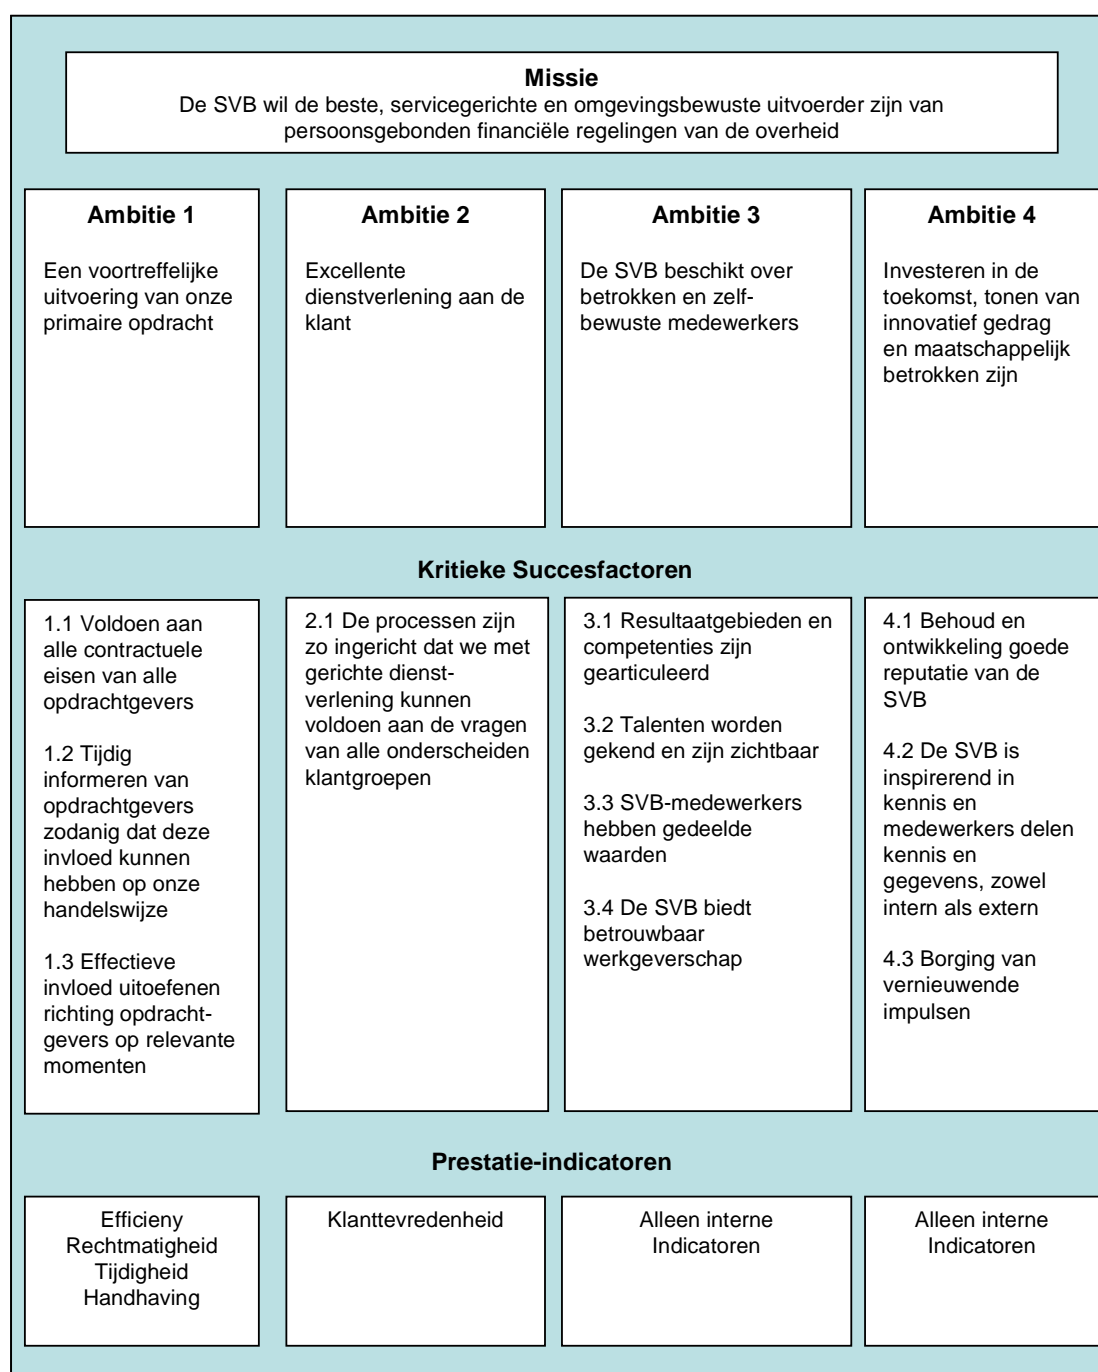 Missie
De SVB wil de beste, servicegerichte en omgevingsbewuste uitvoerder zijn van
persoonsgebonden financiële regelingen van de overheid
Ambitie 1
Een voortreffelijke
uitvoering van onze
primaire opdracht
Ambitie 2
Excellente
dienstverlening aan de
klant
Ambitie 3
De SVB beschikt over
betrokken en zelf-
bewuste medewerkers
Ambitie 4
Investeren in de
toekomst, tonen van
innovatief gedrag
en maatschappelijk
betrokken zijn
Kritieke Succesfactoren
1.1 Voldoen aan
alle contractuele
eisen van alle
opdrachtgevers
1.2 Tijdig
informeren van
opdrachtgevers
zodanig dat deze
invloed kunnen
hebben op onze
handelswijze
1.3 Effectieve
invloed uitoefenen
richting opdracht-
gevers op relevante
momenten
2.1 De processen zijn
zo ingericht dat we met
gerichte dienst-
verlening kunnen
voldoen aan de vragen
van alle onderscheiden
klantgroepen
3.1 Resultaatgebieden en
competenties zijn
gearticuleerd
3.2 Talenten worden
gekend en zijn zichtbaar
3.3 SVB-medewerkers
hebben gedeelde
waarden
3.4 De SVB biedt
betrouwbaar
werkgeverschap
4.1 Behoud en
ontwikkeling goede
reputatie van de
SVB
4.2 De SVB is
inspirerend in
kennis en
medewerkers delen
kennis en
gegevens, zowel
intern als extern
4.3 Borging van
vernieuwende
impulsen
Prestatie-indicatoren
Efficieny
Rechtmatigheid
Tijdigheid
Handhaving
Klanttevredenheid
Alleen interne
Indicatoren
Alleen interne
Indicatoren